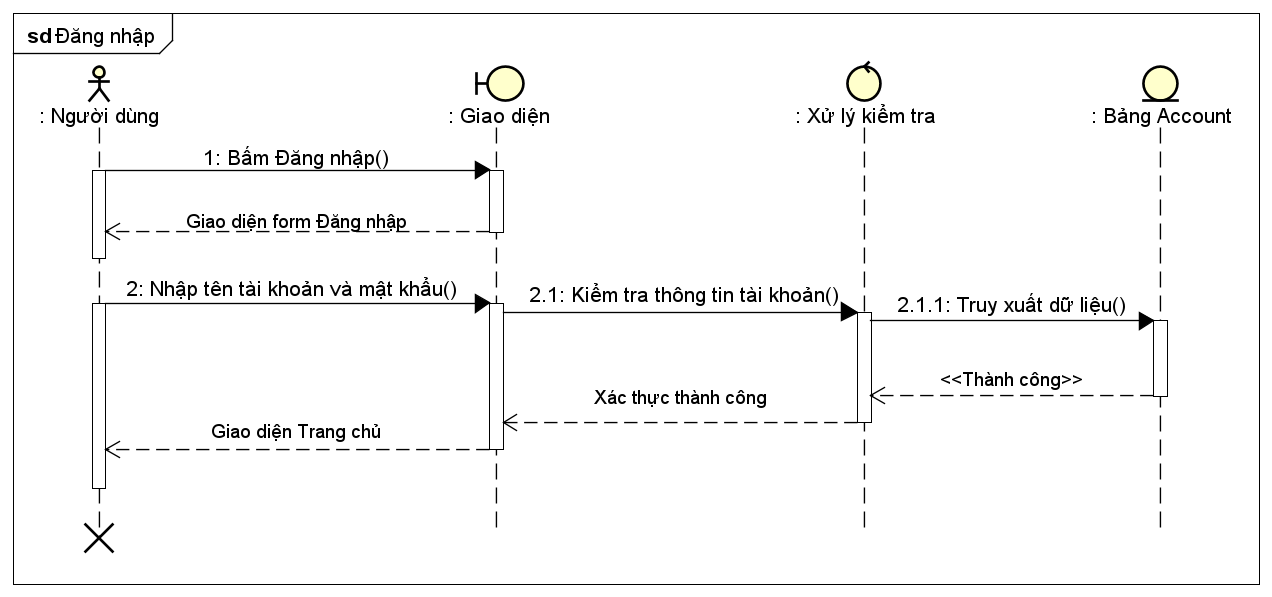 sd Đăng nhập
: Người dùng
: Giao diện
: Xử lý kiểm tra
: Bảng Account
1: Bấm Đăng nhập()
Giao diện form Đăng nhập
2: Nhập tên tài khoản và mật khẩu()
2.1: Kiểm tra thông tin tài khoản()
2.1.1: Truy xuất dữ liệu()
<<Thành công>>
Xác thực thành công
Giao diện Trang chủ